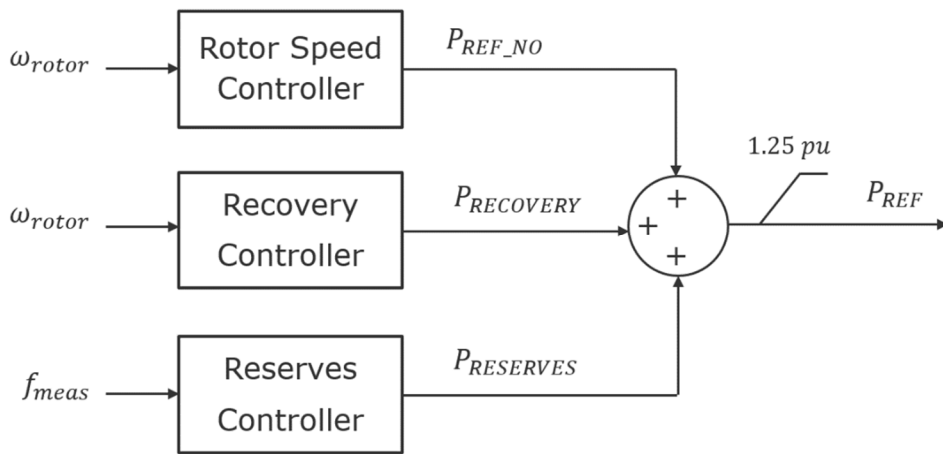 ω_rotor
Rotor Speed
Controller
P_REF_NO
ω_rotor
Recovery
Controller
P_RECOVERY
f_meas
Reserves
Controller
P_RESERVES
+
+
+
1.25 pu
P_REF